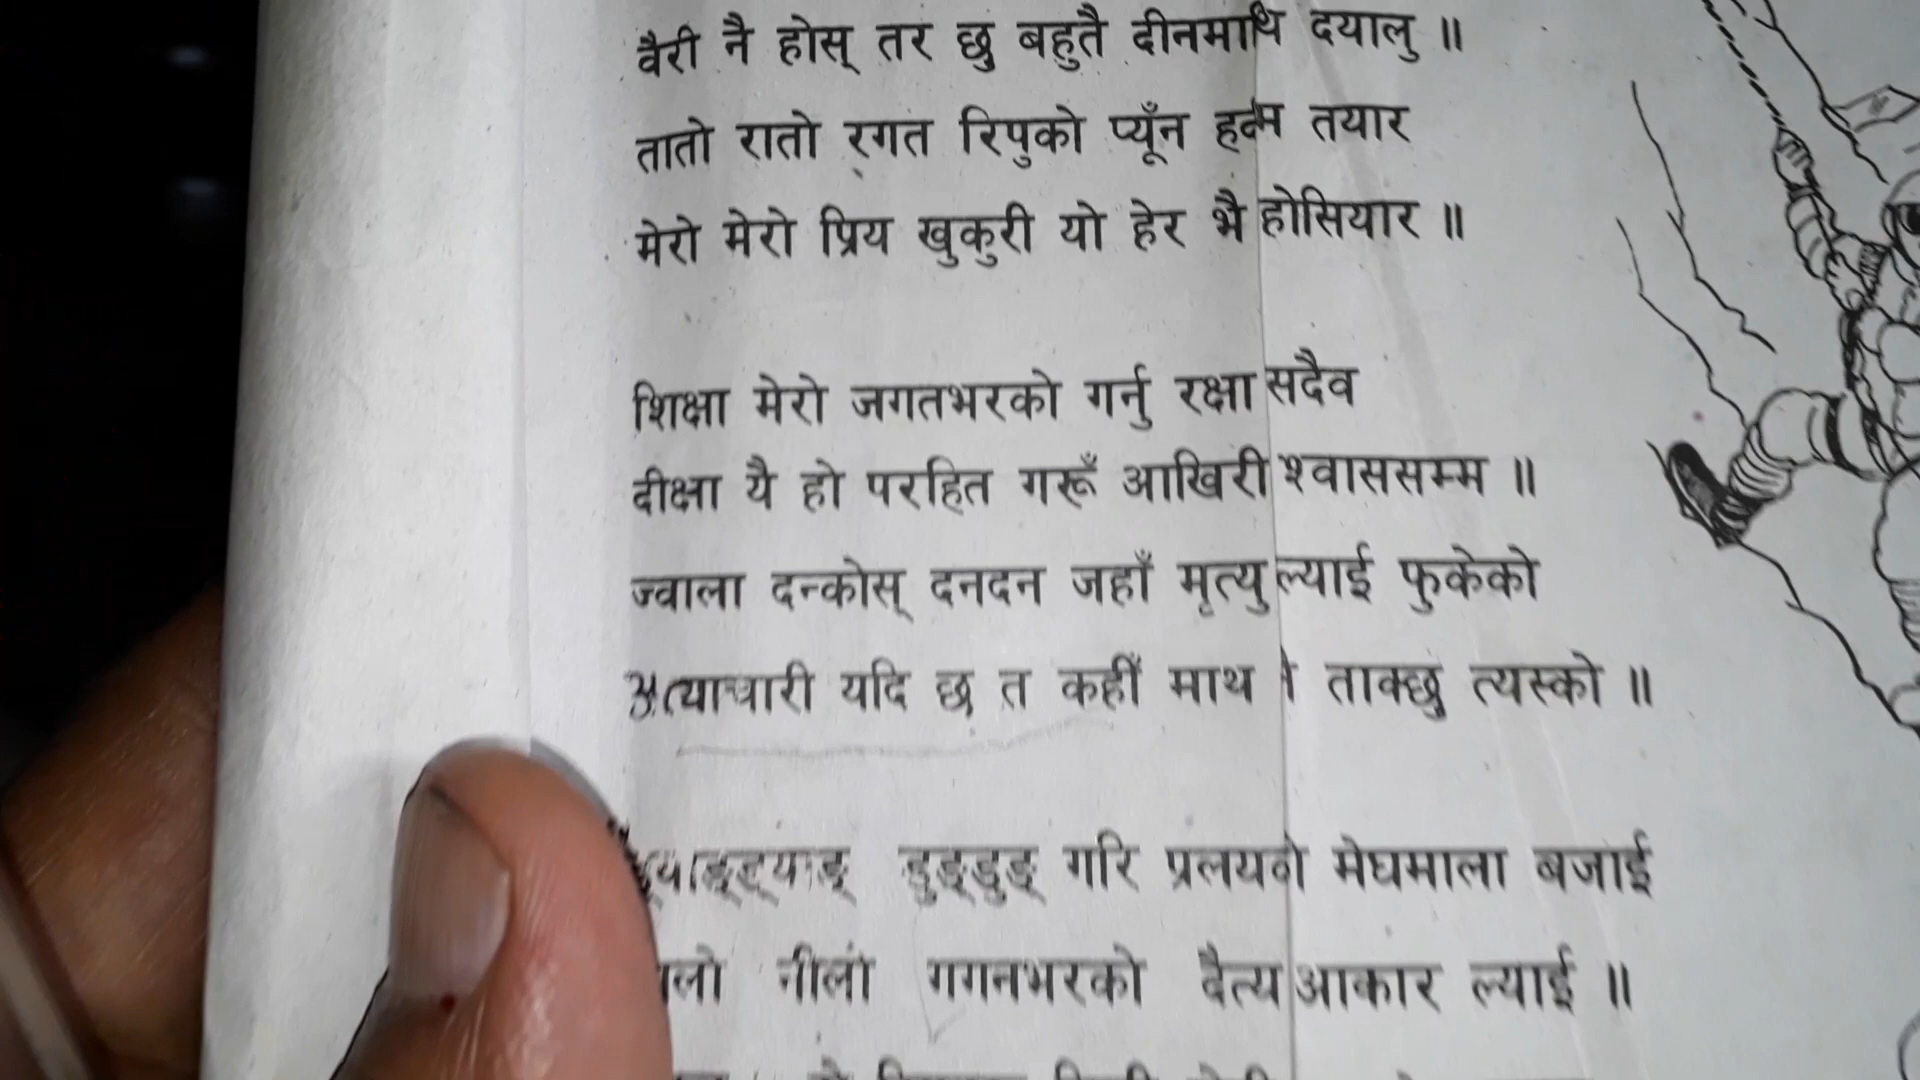 वैरी नै होस् तर छु बहुतै दीनमाथि दयालु ॥
तातो रातो रगत रिपुको प्यूँन हर्दम तयार
मेरो मेरो प्रिय खुकुरी यो हेर भै होसियार ॥
शिक्षा मेरो जगतभरको गर्नु रक्षा सदैव
दीक्षा यै हो परहित गरूँ आखिरी श्वाससम्म ॥
ज्वाला दन्कोस् दनदन जहाँ मृत्युल्याई फुकेको
अत्याचारी यदि छ त कहीँ माथ ताक्छु त्यस्को ॥
डुङ्डुङ् गरि प्रलयको मेघमाला बजाई
नीलो गगनभरको दैत्य आकार ल्याई ॥